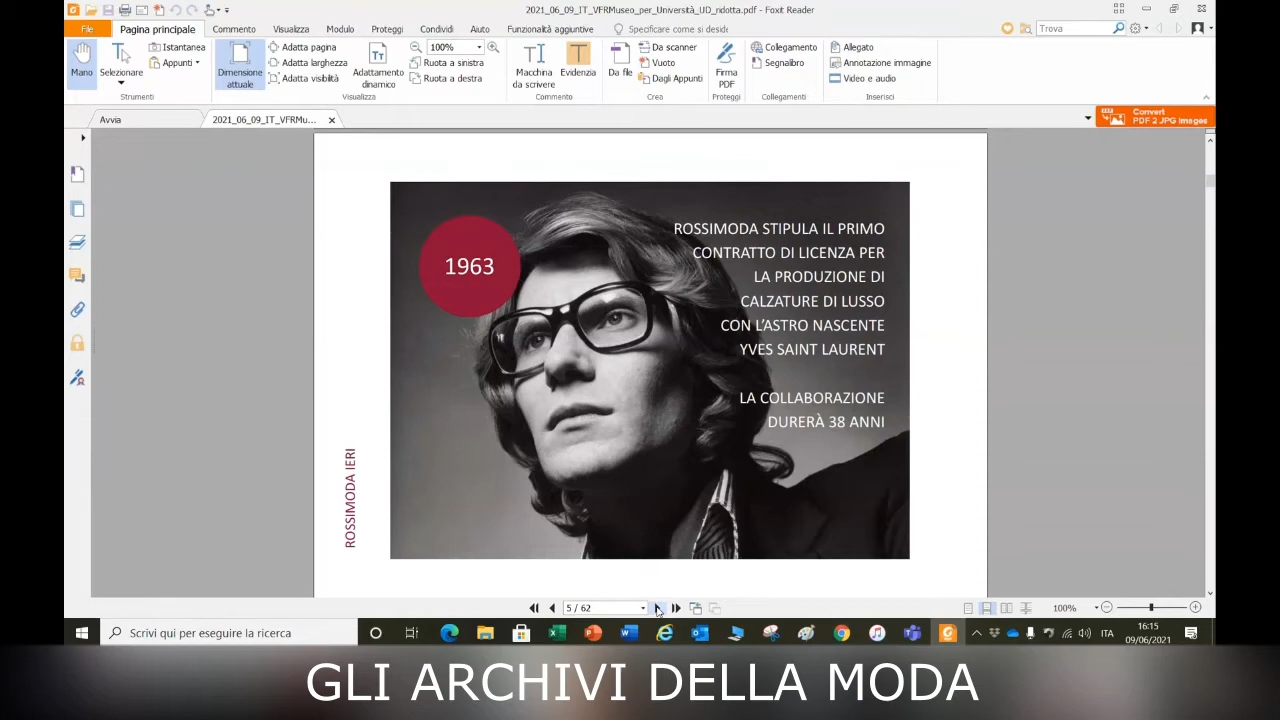 2021_06_09_IT_VFRMuseo_per_Università_UD_ridotta.pdf - Foxit Reader
File Pagina principale Commento Visualizza Modulo Proteggi Condividi Aiuto Funzionalità aggiuntive Specificare come si desid Trova
Mano
Selezionare
Istantanea
Appunti
Strumenti
Dimensione attuale
Adatta pagina
Adatta larghezza
Adatta visibiltà
Adattamento dinamico
100%
Ruota a sinistra
Ruota a destra
Visualizza
Macchina da scrivere
Evidenzia
Commento
Da file
Da scanner
Vuoto
Dagli Appunti
Crea
Firma PDF
Proteggi
Collegamento
Segnalibro
Collegamenti
Allegato
Annotazione immagine
Video e audio
Inserisci
Avvia
2021_06_09_IT_VFRMu...
Convert
PDF 2 JPG Images
1963
ROSSIMODA STIPULA IL PRIMO
CONTRATTO DI LICENZA PER
LA PRODUZIONE DI
CALZATURE DI LUSSO
CON L'ASTRO NASCENTE
YVES SAINT LAURENT
LA COLLABORAZIONE
DURERÀ 38 ANNI
ROSSIMODA IERI
5 / 62
100%
Scrivi qui per eseguire la ricerca
ITA
16:15
09/06/2021
GLI ARCHIVI DELLA MODA